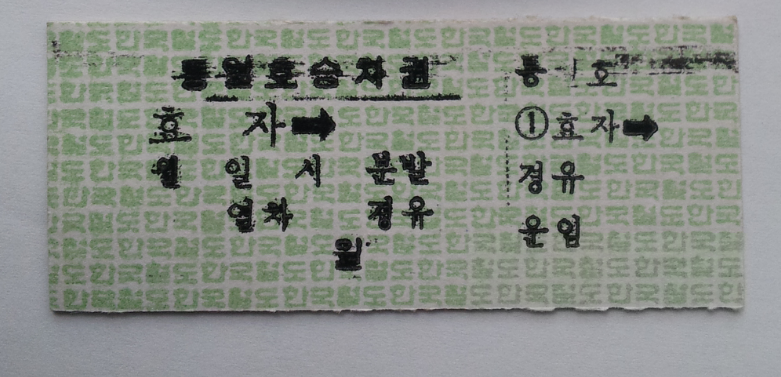 통일호승차권
효 자➡
월 일 시 분발
열차 경유
원
통일호
①효자➡
경유
운임